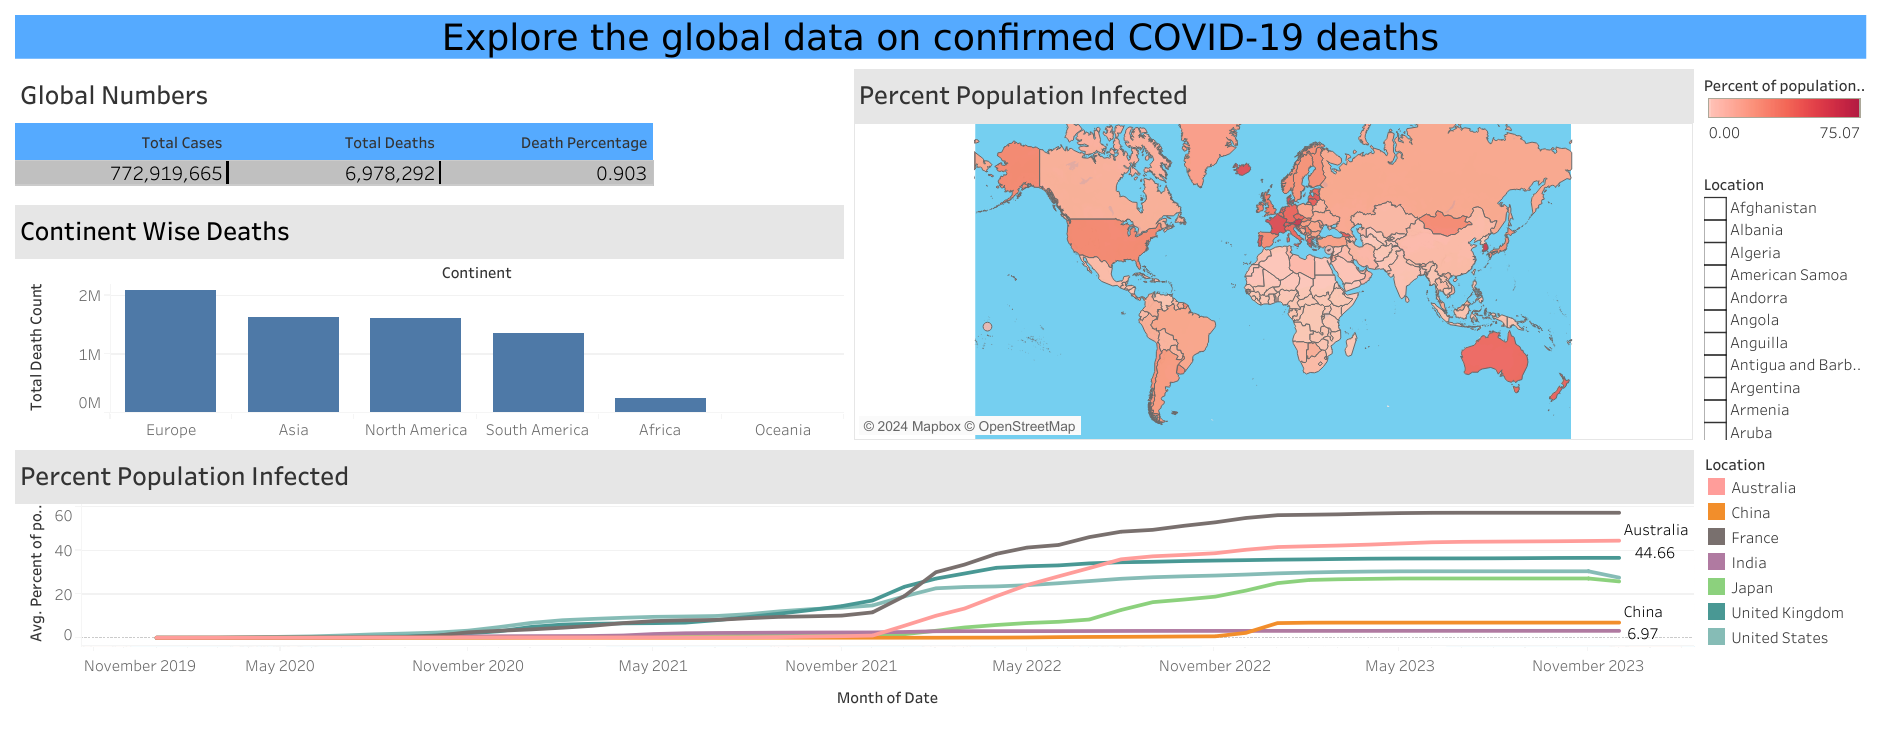 Explore the global data on confirmed COVID-19 deaths
Global Numbers
Total Cases Total Deaths Death Percentage
772,919,665 6,978,292 0.903
Continent Wise Deaths
Continent
Total Death Count
2M
1M
0M
Europe Asia North America South America Africa Oceania
Percent Population Infected
© 2024 Mapbox © OpenStreetMap
Percent of population..
0.00 75.07
Location
Afghanistan
Albania
Algeria
American Samoa
Andorra
Angola
Anguilla
Antigua and Barb..
Argentina
Armenia
Aruba
Percent Population Infected
Avg. Percent of po..
60
40
20
0
Australia
44.66
China
6.97
November 2019 May 2020 November 2020 May 2021 November 2021 May 2022 November 2022 May 2023 November 2023
Month of Date
Location
Australia
China
France
India
Japan
United Kingdom
United States